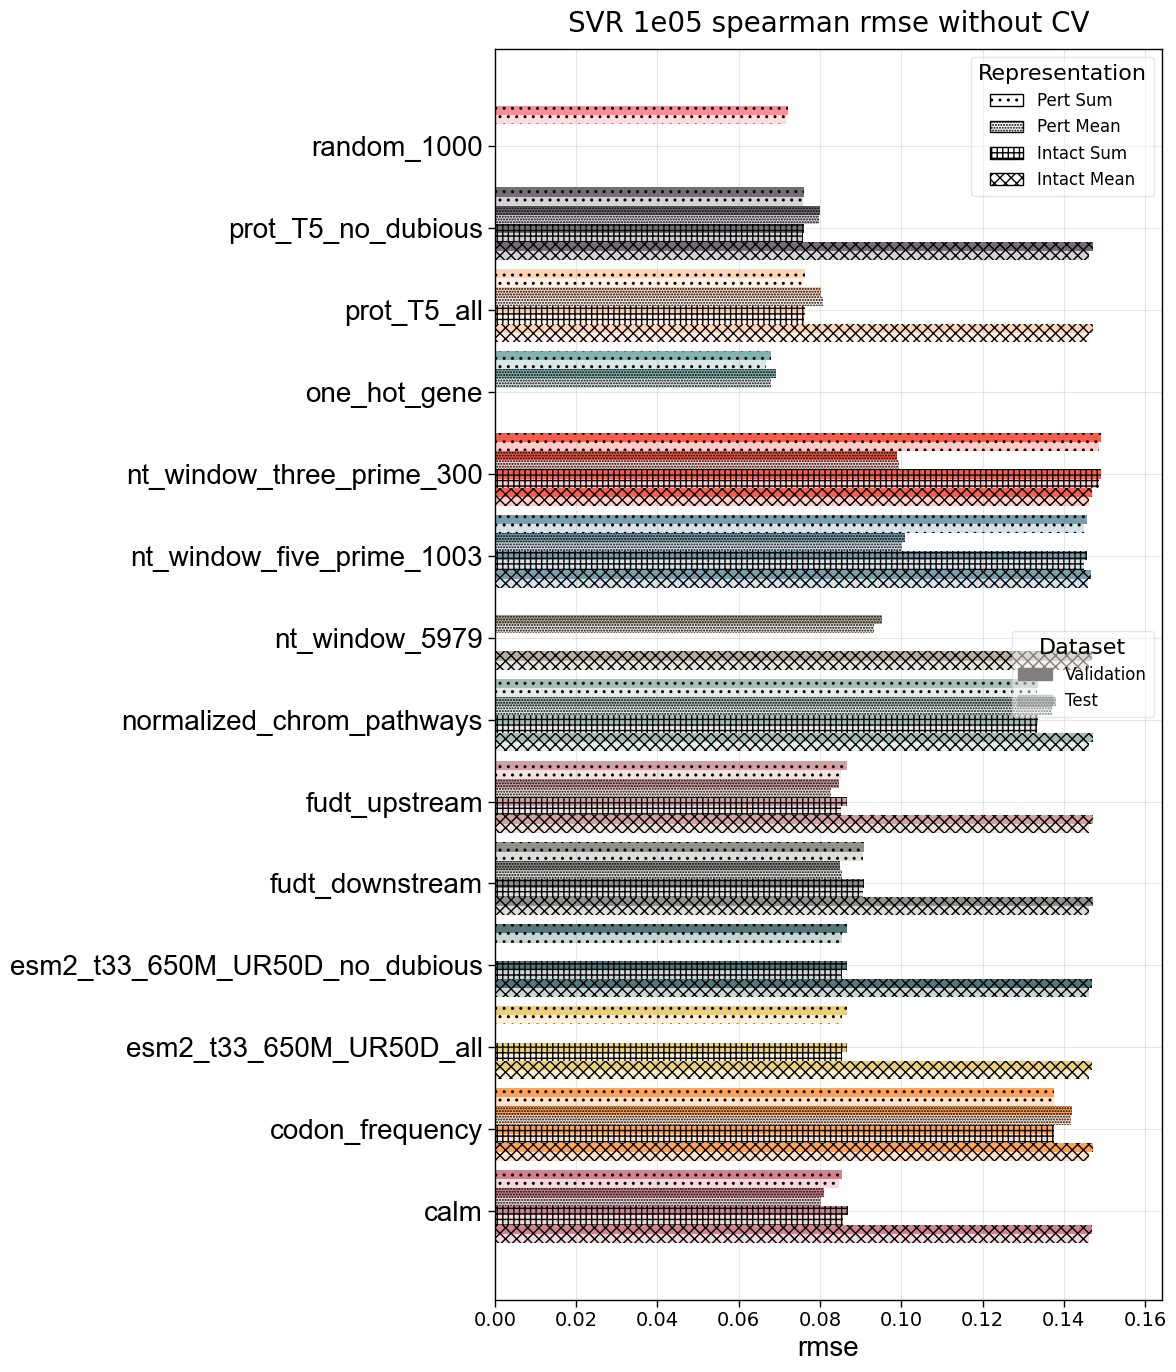 SVR 1e05 spearman rmse without CV
Representation
Pert Sum
Pert Mean
Intact Sum
Intact Mean
random_1000
prot_T5_no_dubious
prot_T5_all
one_hot_gene
nt_window_three_prime_300
nt_window_five_prime_1003
nt_window_5979
Dataset
Validation
Test
normalized_chrom_pathways
fudt_upstream
fudt_downstream
esm2_t33_650M_UR50D_no_dubious
esm2_t33_650M_UR50D_all
codon_frequency
calm
0.00 0.02 0.04 0.06 0.08 0.10 0.12 0.14 0.16
rmse